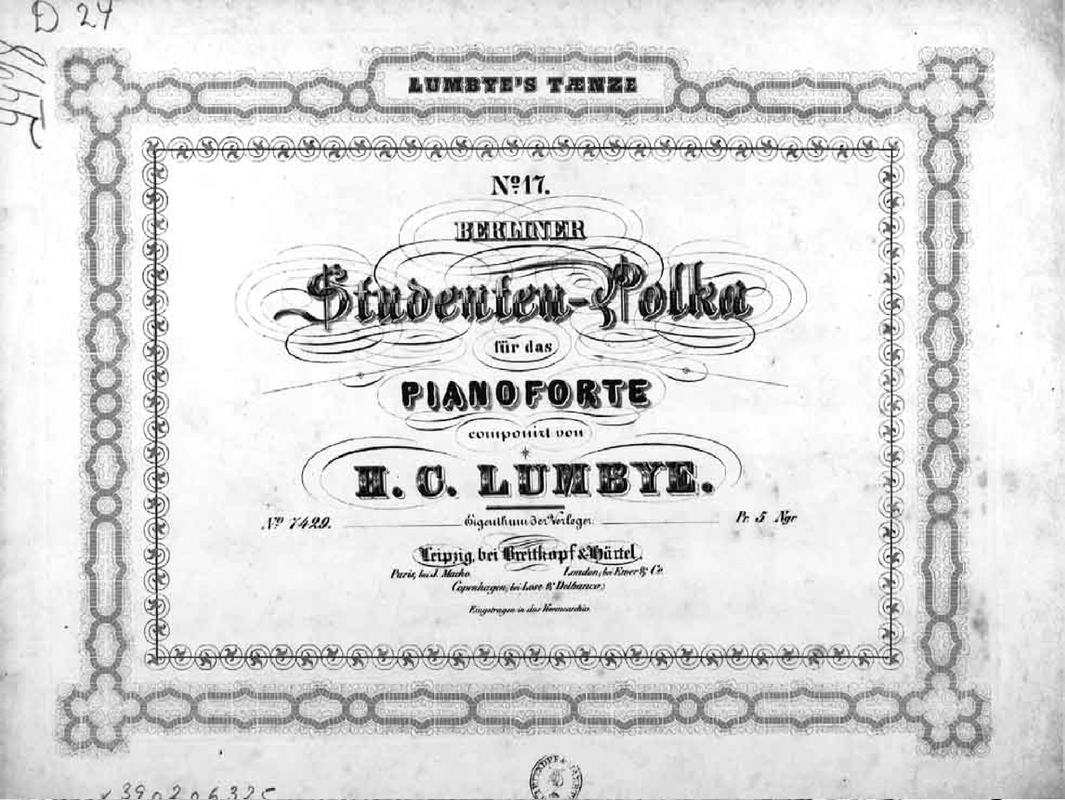 D 24
LUMBYE'S TÆNZE
No. 17.
BERLINER
Studenten-Polka
für das
PIANOFORTE
componirt von
H. C. LUMBYE.
No. 7429. Eigenthum der Verleger. Pr. 5 Ngr
Leipzig, bei Breitkopf & Härtel.
Paris, bei J. Maho. London, bei Ewer & Co.
Copenhagen, bei Lose & Delbanco.
Eingetragen in das Vereinsarchiv.